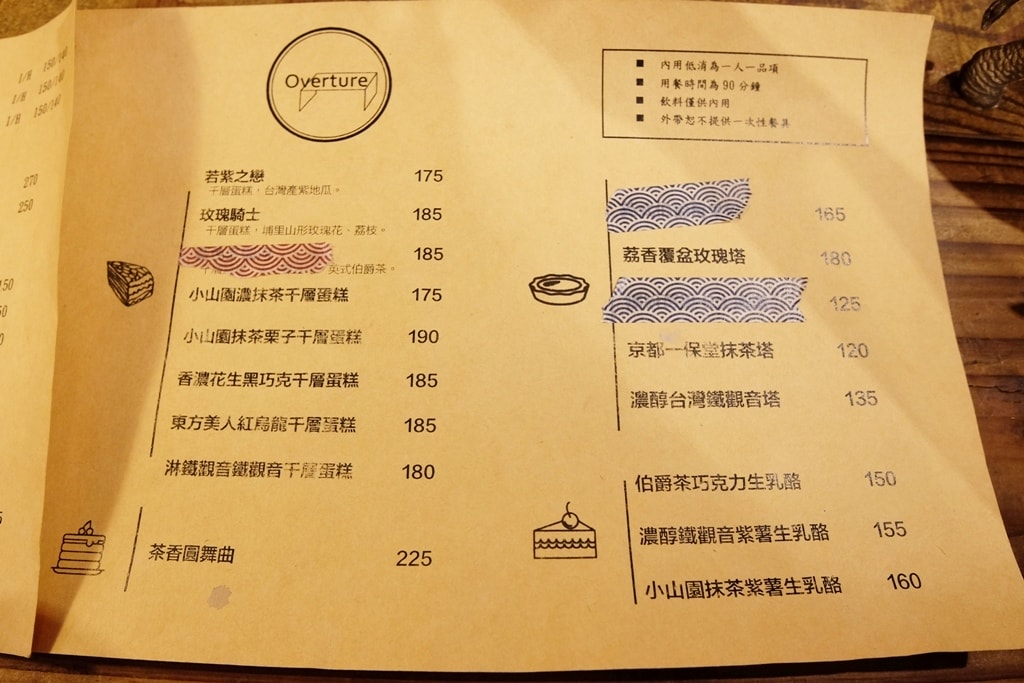 I/H 150/140
I/H 150/140
I/H 150/140
270
250
Overture
若紫之戀 175
千層蛋糕，台灣產紫地瓜。
玫瑰騎士 185
千層蛋糕，埔里山形玫瑰花、荔枝。
185
英式伯爵茶。
小山園濃抹茶千層蛋糕 175
小山園抹茶栗子千層蛋糕 190
香濃花生黑巧克千層蛋糕 185
東方美人紅烏龍千層蛋糕 185
淋鐵觀音鐵觀音千層蛋糕 180
茶香圓舞曲 225
■ 內用低消為一人一品項
■ 用餐時間為90分鐘
■ 飲料僅供內用
■ 外帶恕不提供一次性餐具
165
荔香覆盆玫瑰塔 180
125
京都一保堂抹茶塔 120
濃醇台灣鐵觀音塔 135
伯爵茶巧克力生乳酪 150
濃醇鐵觀音紫薯生乳酪 155
小山園抹茶紫薯生乳酪 160